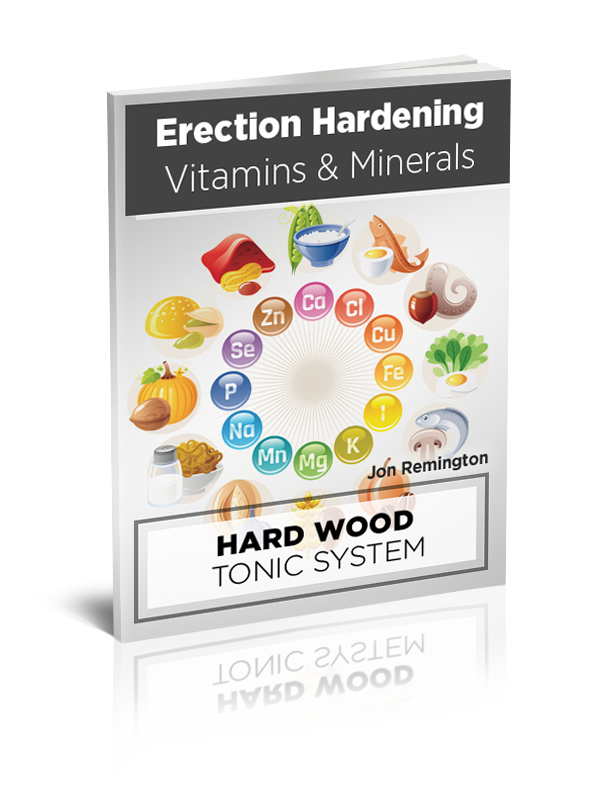 Erection Hardening
Vitamins & Minerals
Ca
Cl
Cu
Fe
I
K
Mg
Mn
Na
P
Se
Zn
Jon Remington
HARD WOOD
TONIC SYSTEM